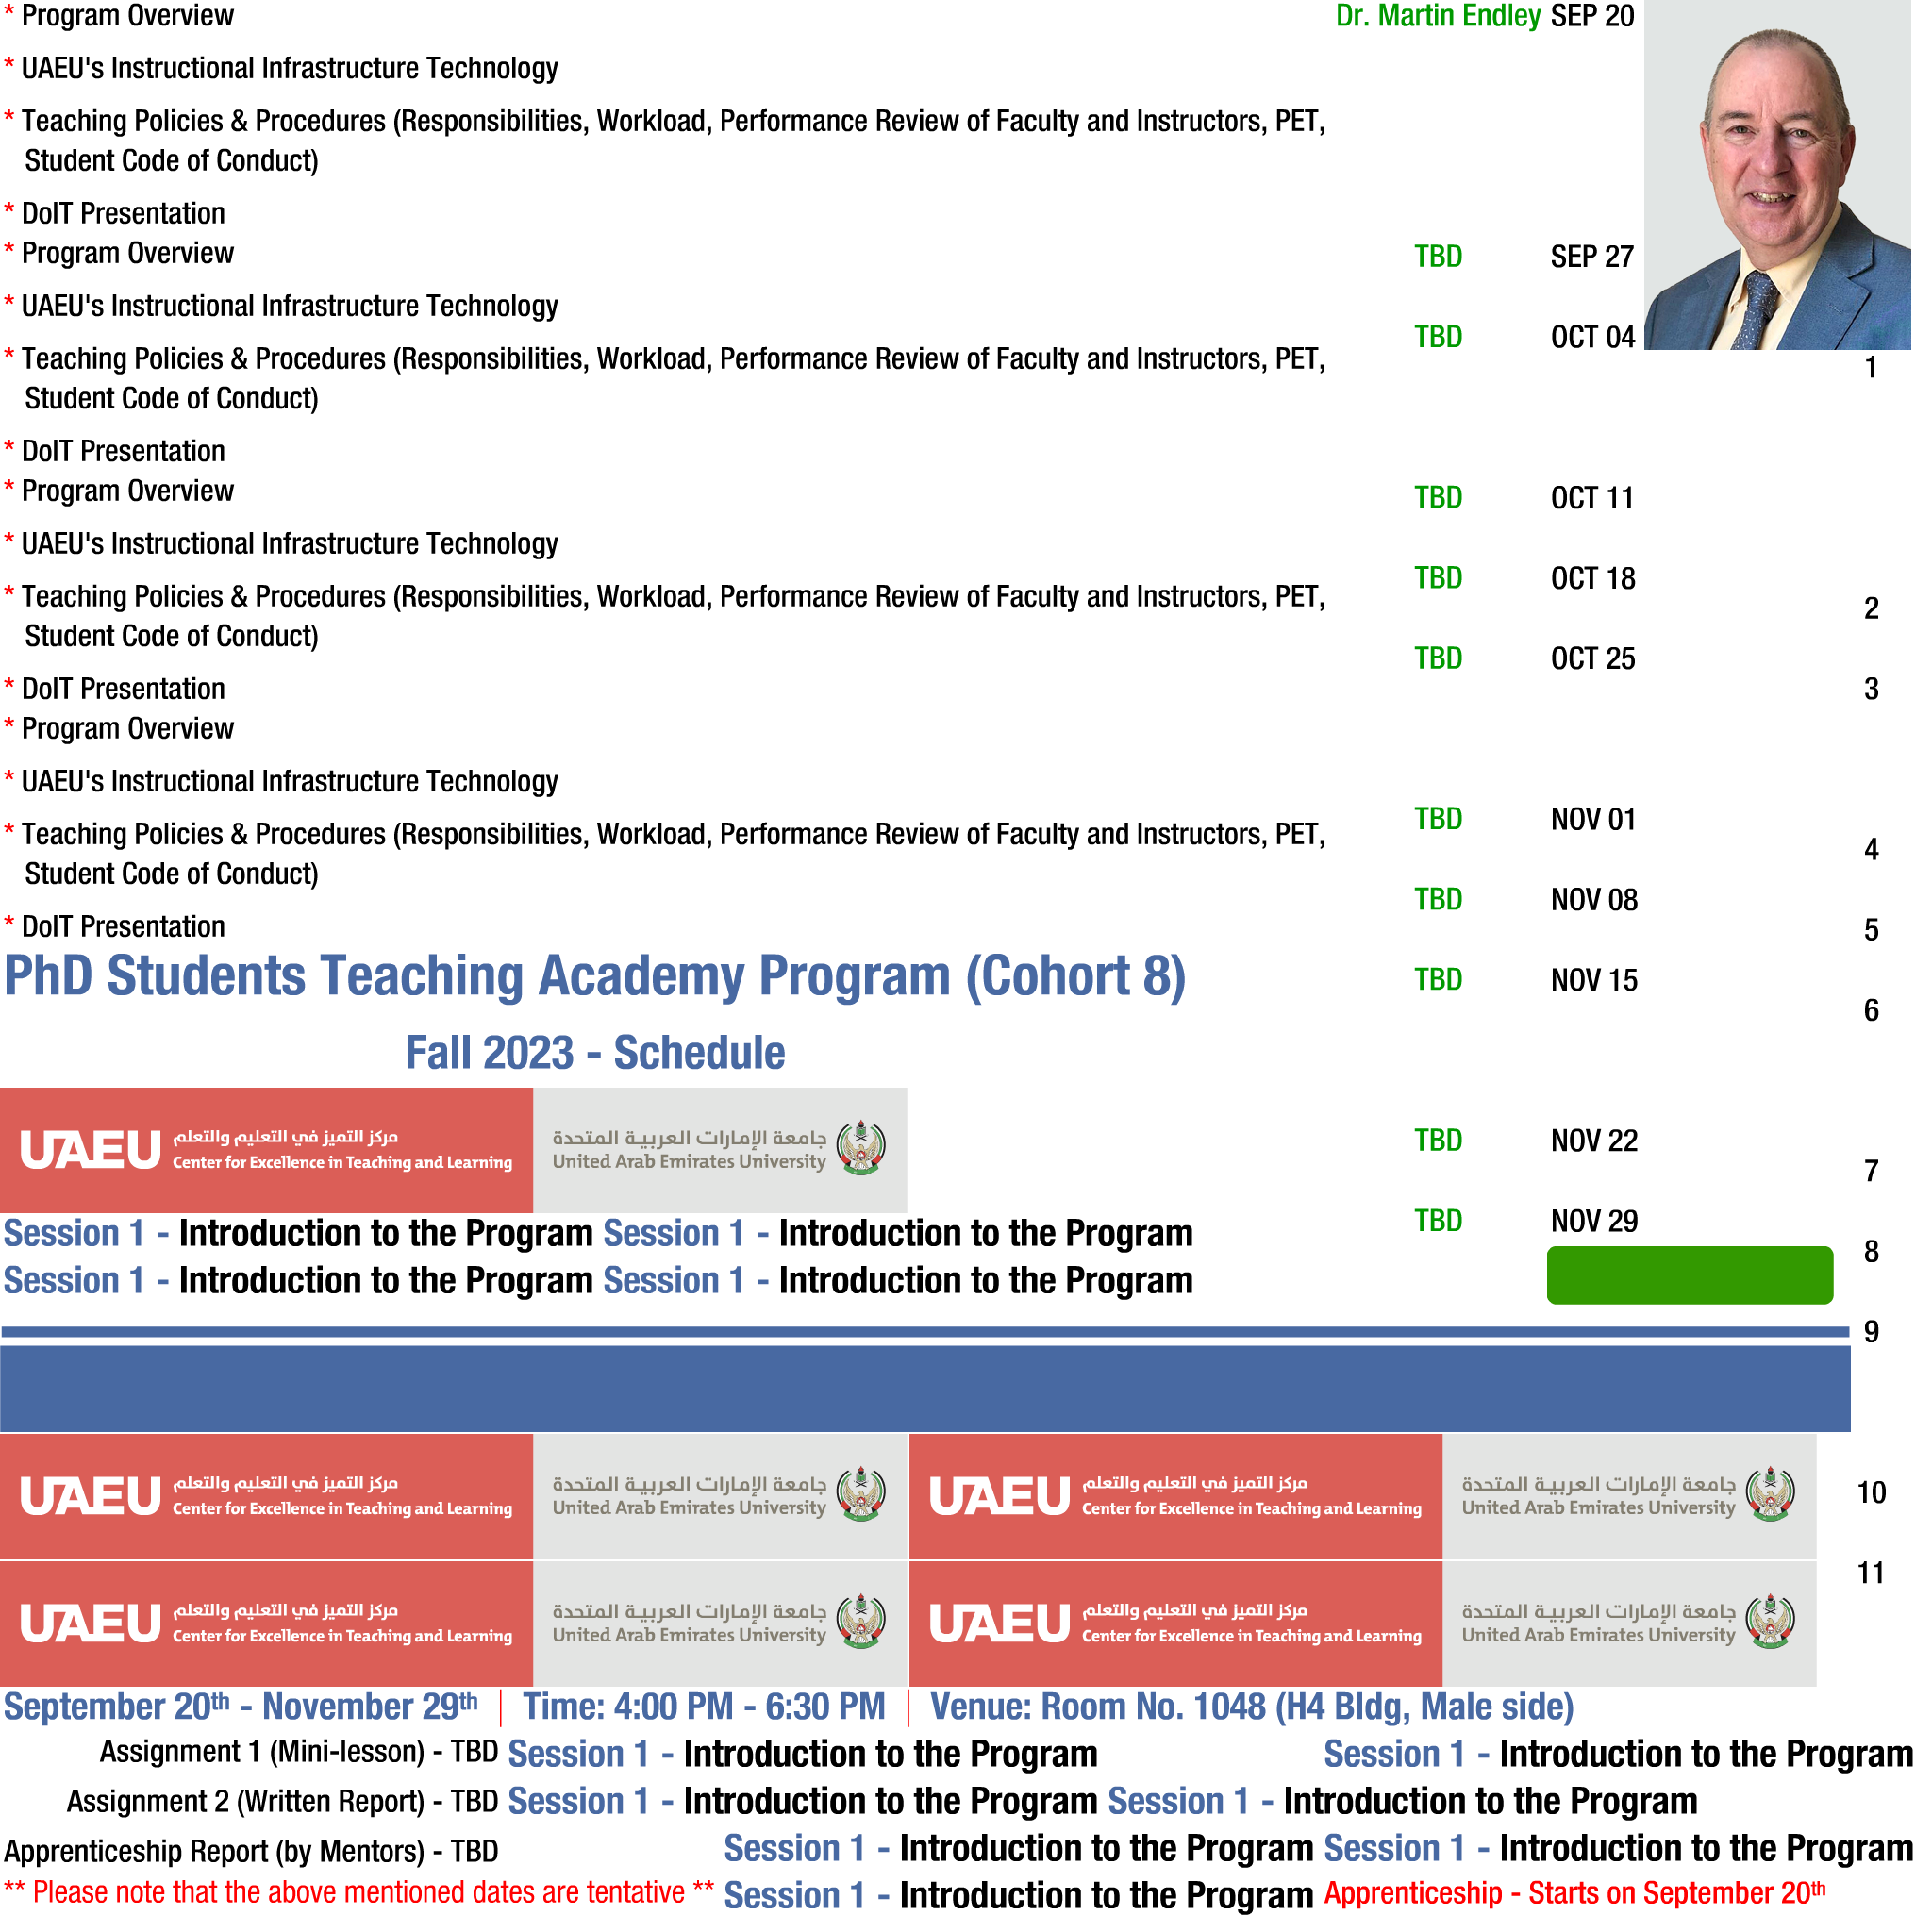 * Program Overview
Dr. Martin Endley SEP 20
* UAEU's Instructional Infrastructure Technology
* Teaching Policies & Procedures (Responsibilities, Workload, Performance Review of Faculty and Instructors, PET,
Student Code of Conduct)
* DoIT Presentation
* Program Overview
TBD SEP 27
* UAEU's Instructional Infrastructure Technology
TBD OCT 04
* Teaching Policies & Procedures (Responsibilities, Workload, Performance Review of Faculty and Instructors, PET,
1
Student Code of Conduct)
* DoIT Presentation
* Program Overview
TBD OCT 11
* UAEU's Instructional Infrastructure Technology
TBD OCT 18
* Teaching Policies & Procedures (Responsibilities, Workload, Performance Review of Faculty and Instructors, PET,
2
Student Code of Conduct)
TBD OCT 25
* DoIT Presentation
3
* Program Overview
* UAEU's Instructional Infrastructure Technology
TBD NOV 01
* Teaching Policies & Procedures (Responsibilities, Workload, Performance Review of Faculty and Instructors, PET,
4
Student Code of Conduct)
TBD NOV 08
* DoIT Presentation
5
PhD Students Teaching Academy Program (Cohort 8)
TBD NOV 15
6
Fall 2023 - Schedule
UAEU مركز التميز في التعليم والتعلم
Center for Excellence in Teaching and Learning
جامعة الإمارات العربية المتحدة
United Arab Emirates University
TBD NOV 22
7
Session 1 - Introduction to the Program Session 1 - Introduction to the Program
TBD NOV 29
8
Session 1 - Introduction to the Program Session 1 - Introduction to the Program
9
UAEU مركز التميز في التعليم والتعلم
Center for Excellence in Teaching and Learning
جامعة الإمارات العربية المتحدة
United Arab Emirates University
UAEU مركز التميز في التعليم والتعلم
Center for Excellence in Teaching and Learning
جامعة الإمارات العربية المتحدة
United Arab Emirates University
10
11
UAEU مركز التميز في التعليم والتعلم
Center for Excellence in Teaching and Learning
جامعة الإمارات العربية المتحدة
United Arab Emirates University
UAEU مركز التميز في التعليم والتعلم
Center for Excellence in Teaching and Learning
جامعة الإمارات العربية المتحدة
United Arab Emirates University
September 20th - November 29th | Time: 4:00 PM - 6:30 PM | Venue: Room No. 1048 (H4 Bldg, Male side)
Assignment 1 (Mini-lesson) - TBD Session 1 - Introduction to the Program Session 1 - Introduction to the Program
Assignment 2 (Written Report) - TBD Session 1 - Introduction to the Program Session 1 - Introduction to the Program
Apprenticeship Report (by Mentors) - TBD Session 1 - Introduction to the Program Session 1 - Introduction to the Program
** Please note that the above mentioned dates are tentative ** Session 1 - Introduction to the Program Apprenticeship - Starts on September 20th